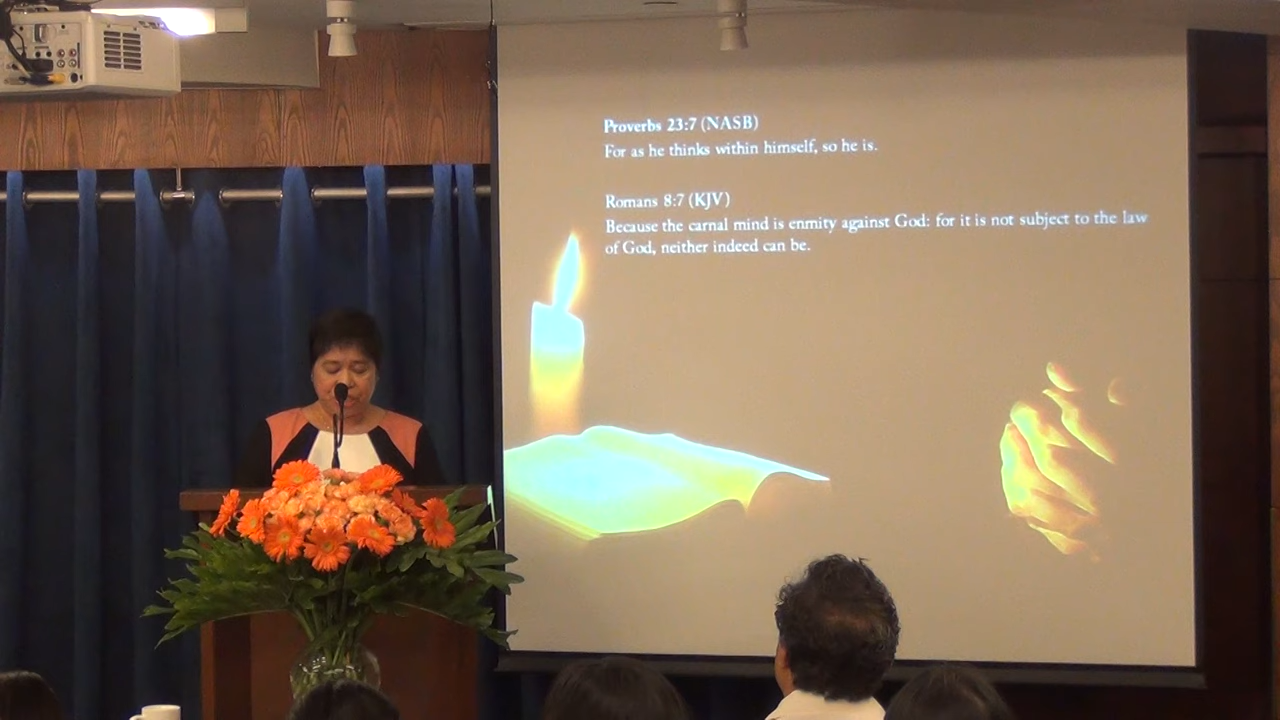 Proverbs 23:7 (NASB)
For as he thinks within himself, so he is.
Romans 8:7 (KJV)
Because the carnal mind is enmity against God: for it is not subject to the law
of God, neither indeed can be.